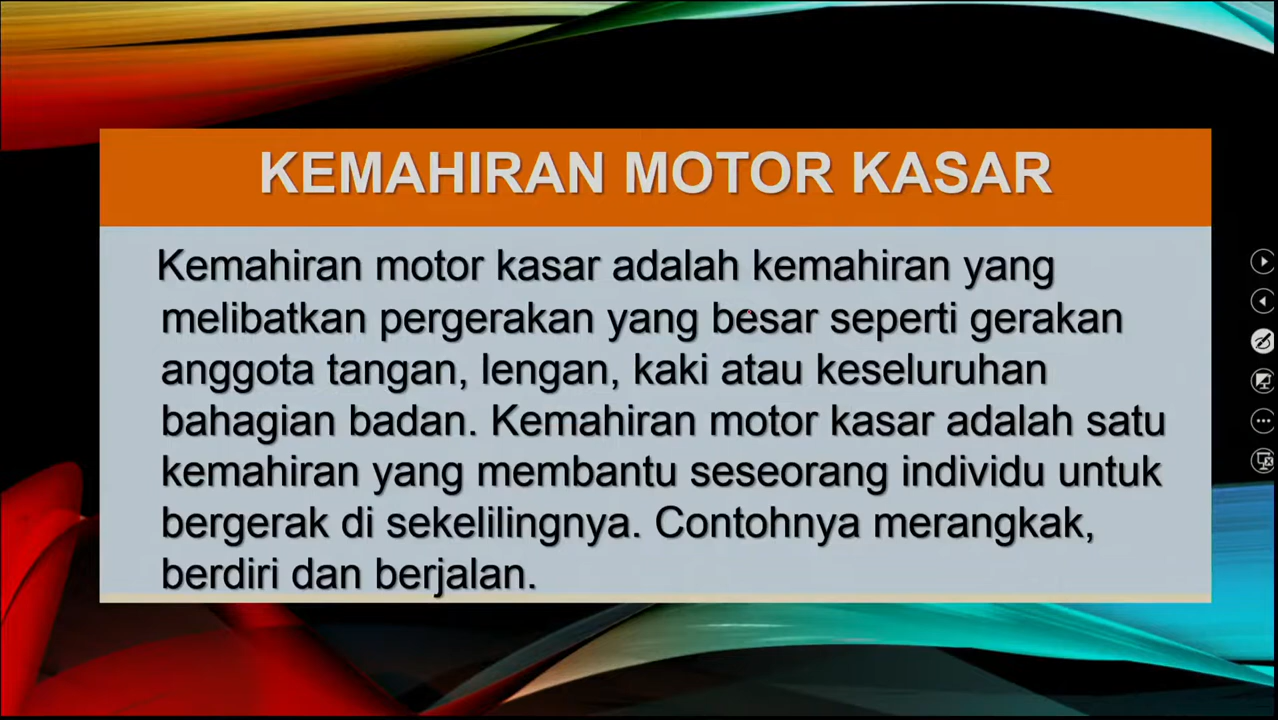 KEMAHIRAN MOTOR KASAR
Kemahiran motor kasar adalah kemahiran yang
melibatkan pergerakan yang besar seperti gerakan
anggota tangan, lengan, kaki atau keseluruhan
bahagian badan. Kemahiran motor kasar adalah satu
kemahiran yang membantu seseorang individu untuk
bergerak di sekelilingnya. Contohnya merangkak,
berdiri dan berjalan.